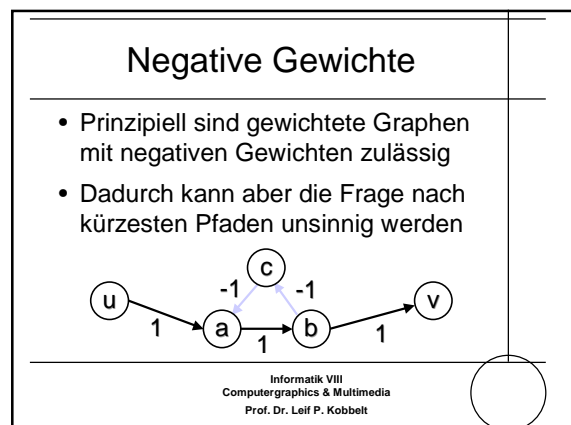 Negative Gewichte
• Prinzipiell sind gewichtete Graphen
mit negativen Gewichten zulässig
• Dadurch kann aber die Frage nach
kürzesten Pfaden unsinnig werden
c
-1 -1
u v
a b
1 1 1
Informatik VIII
Computergraphics & Multimedia
Prof. Dr. Leif P. Kobbelt